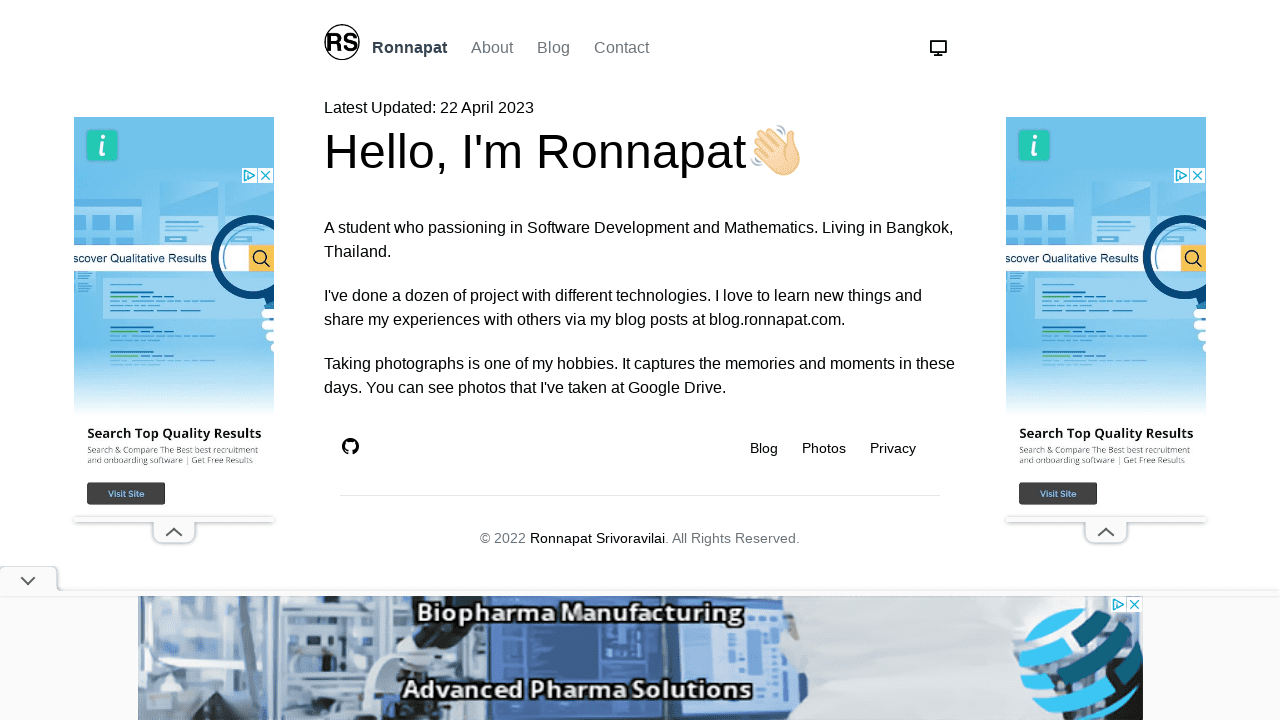 RS
Ronnapat
About
Blog
Contact
Latest Updated: 22 April 2023
Hello, I'm Ronnapat
A student who passioning in Software Development and Mathematics. Living in Bangkok,
Thailand.
I've done a dozen of project with different technologies. I love to learn new things and
share my experiences with others via my blog posts at blog.ronnapat.com.
Taking photographs is one of my hobbies. It captures the memories and moments in these
days. You can see photos that I've taken at Google Drive.
Blog
Photos
Privacy
© 2022 Ronnapat Srivoravilai. All Rights Reserved.
i
scover Qualitative Results
Search Top Quality Results
Search & Compare The Best best recruitment
and onboarding software | Get Free Results
Visit Site
i
scover Qualitative Results
Search Top Quality Results
Search & Compare The Best best recruitment
and onboarding software | Get Free Results
Visit Site
Biopharma Manufacturing
Advanced Pharma Solutions